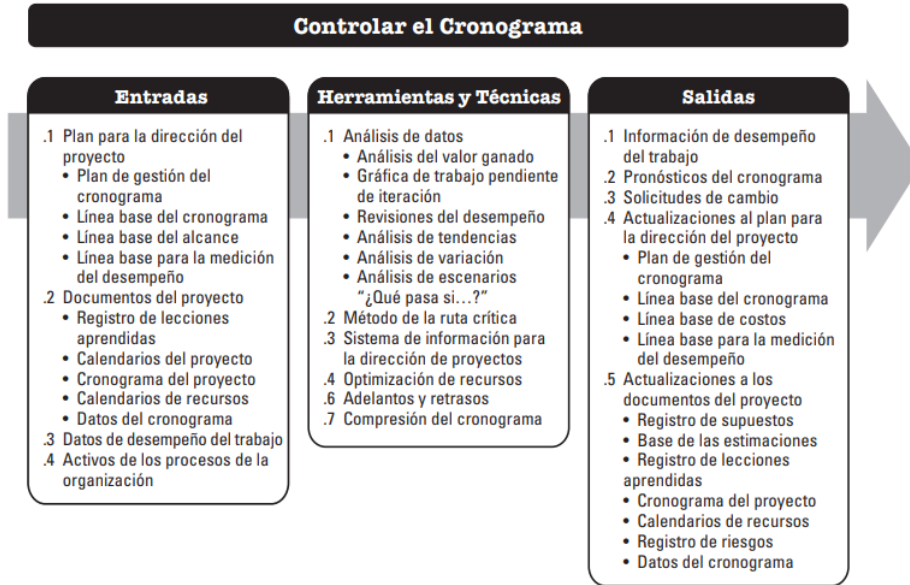 Controlar el Cronograma
Entradas
.1 Plan para la dirección del
proyecto
• Plan de gestión del
cronograma
• Línea base del cronograma
• Línea base del alcance
• Línea base para la medición
del desempeño
.2 Documentos del proyecto
• Registro de lecciones
aprendidas
• Calendarios del proyecto
• Cronograma del proyecto
• Calendarios de recursos
• Datos del cronograma
.3 Datos de desempeño del trabajo
.4 Activos de los procesos de la
organización
Herramientas y Técnicas
.1 Análisis de datos
• Análisis del valor ganado
• Gráfica de trabajo pendiente
de iteración
• Revisiones del desempeño
• Análisis de tendencias
• Análisis de variación
• Análisis de escenarios
“¿Qué pasa si…?”
.2 Método de la ruta crítica
.3 Sistema de información para
la dirección de proyectos
.4 Optimización de recursos
.6 Adelantos y retrasos
.7 Compresión del cronograma
Salidas
.1 Información de desempeño
del trabajo
.2 Pronósticos del cronograma
.3 Solicitudes de cambio
.4 Actualizaciones al plan para
la dirección del proyecto
• Plan de gestión del
cronograma
• Línea base del cronograma
• Línea base de costos
• Línea base para la medición
del desempeño
.5 Actualizaciones a los
documentos del proyecto
• Registro de supuestos
• Base de las estimaciones
• Registro de lecciones
aprendidas
• Cronograma del proyecto
• Calendarios de recursos
• Registro de riesgos
• Datos del cronograma